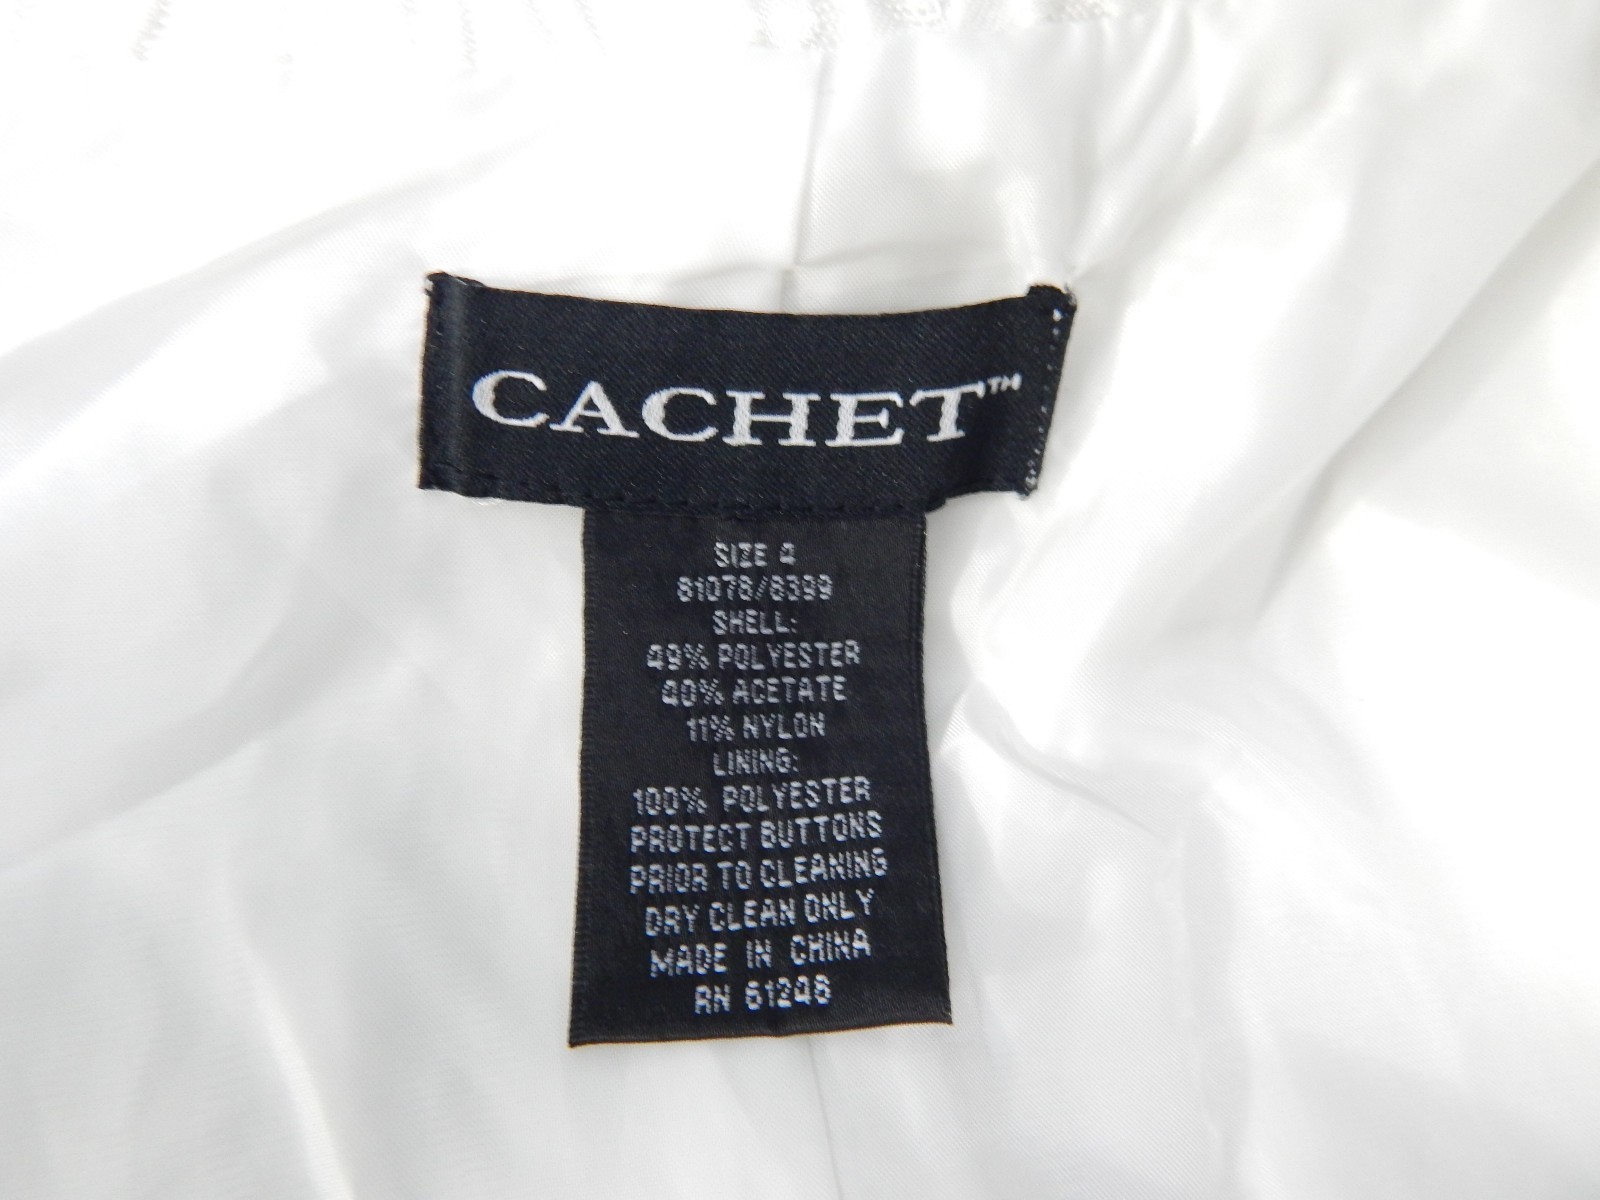 CACHET™
SIZE 4
81078/8399
SHELL:
49% POLYESTER
40% ACETATE
11% NYLON
LINING:
100% POLYESTER
PROTECT BUTTONS
PRIOR TO CLEANING
DRY CLEAN ONLY
MADE IN CHINA
RN 61248